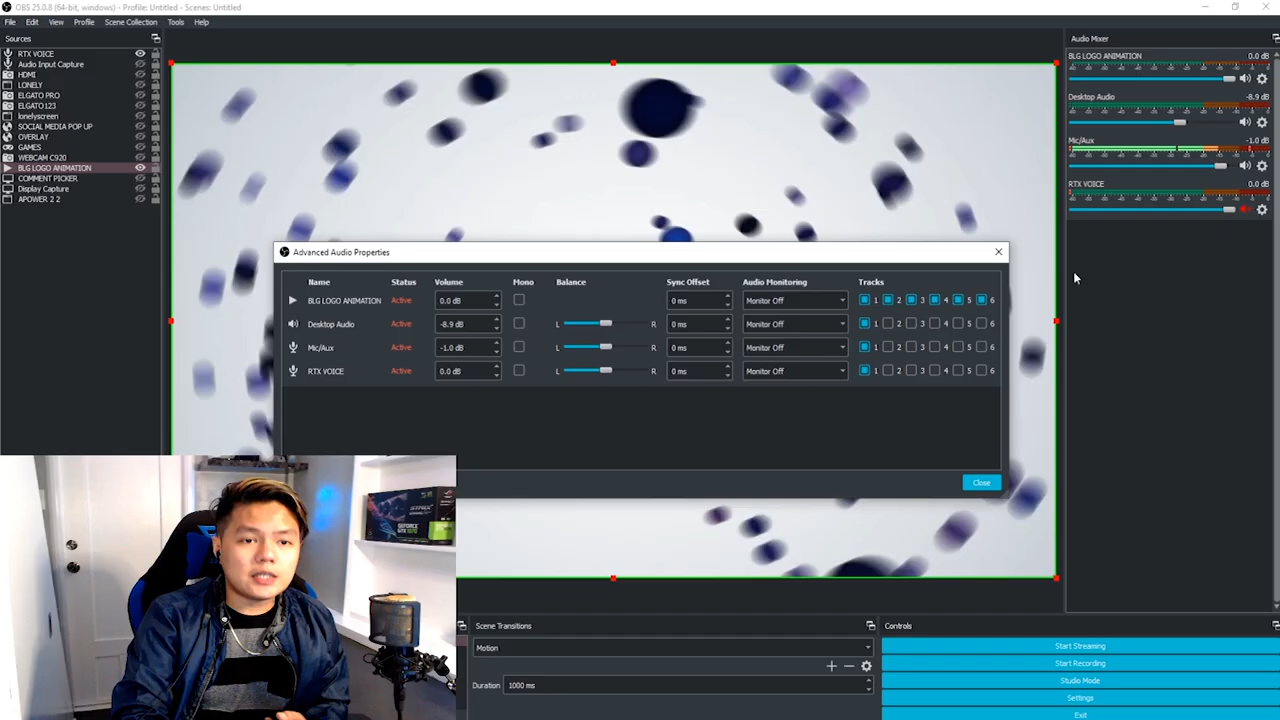 OBS 25.0.8 (64-bit, windows) - Profile: Untitled - Scenes: Untitled
File Edit View Profile Scene Collection Tools Help
Sources
RTX VOICE
Audio Input Capture
HDMI
LONELY
ELGATO PRO
ELGATO123
lonelyscreen
SOCIAL MEDIA POP UP
OVERLAY
GAMES
WEBCAM C920
BLG LOGO ANIMATION
COMMENT PICKER
Display Capture
APOWER 2 2
Audio Mixer
BLG LOGO ANIMATION 0.0 dB
Desktop Audio -8.9 dB
Mic/Aux -1.0 dB
RTX VOICE 0.0 dB
Advanced Audio Properties
Name Status Volume Mono Balance Sync Offset Audio Monitoring Tracks
BLG LOGO ANIMATION Active 0.0 dB 0 ms Monitor Off 1 2 3 4 5 6
Desktop Audio Active -8.9 dB L R 0 ms Monitor Off 1 2 3 4 5 6
Mic/Aux Active -1.0 dB L R 0 ms Monitor Off 1 2 3 4 5 6
RTX VOICE Active 0.0 dB L R 0 ms Monitor Off 1 2 3 4 5 6
Close
GEFORCE
Scene Transitions
Motion
Duration 1000 ms
Controls
Start Streaming
Start Recording
Studio Mode
Settings
Exit